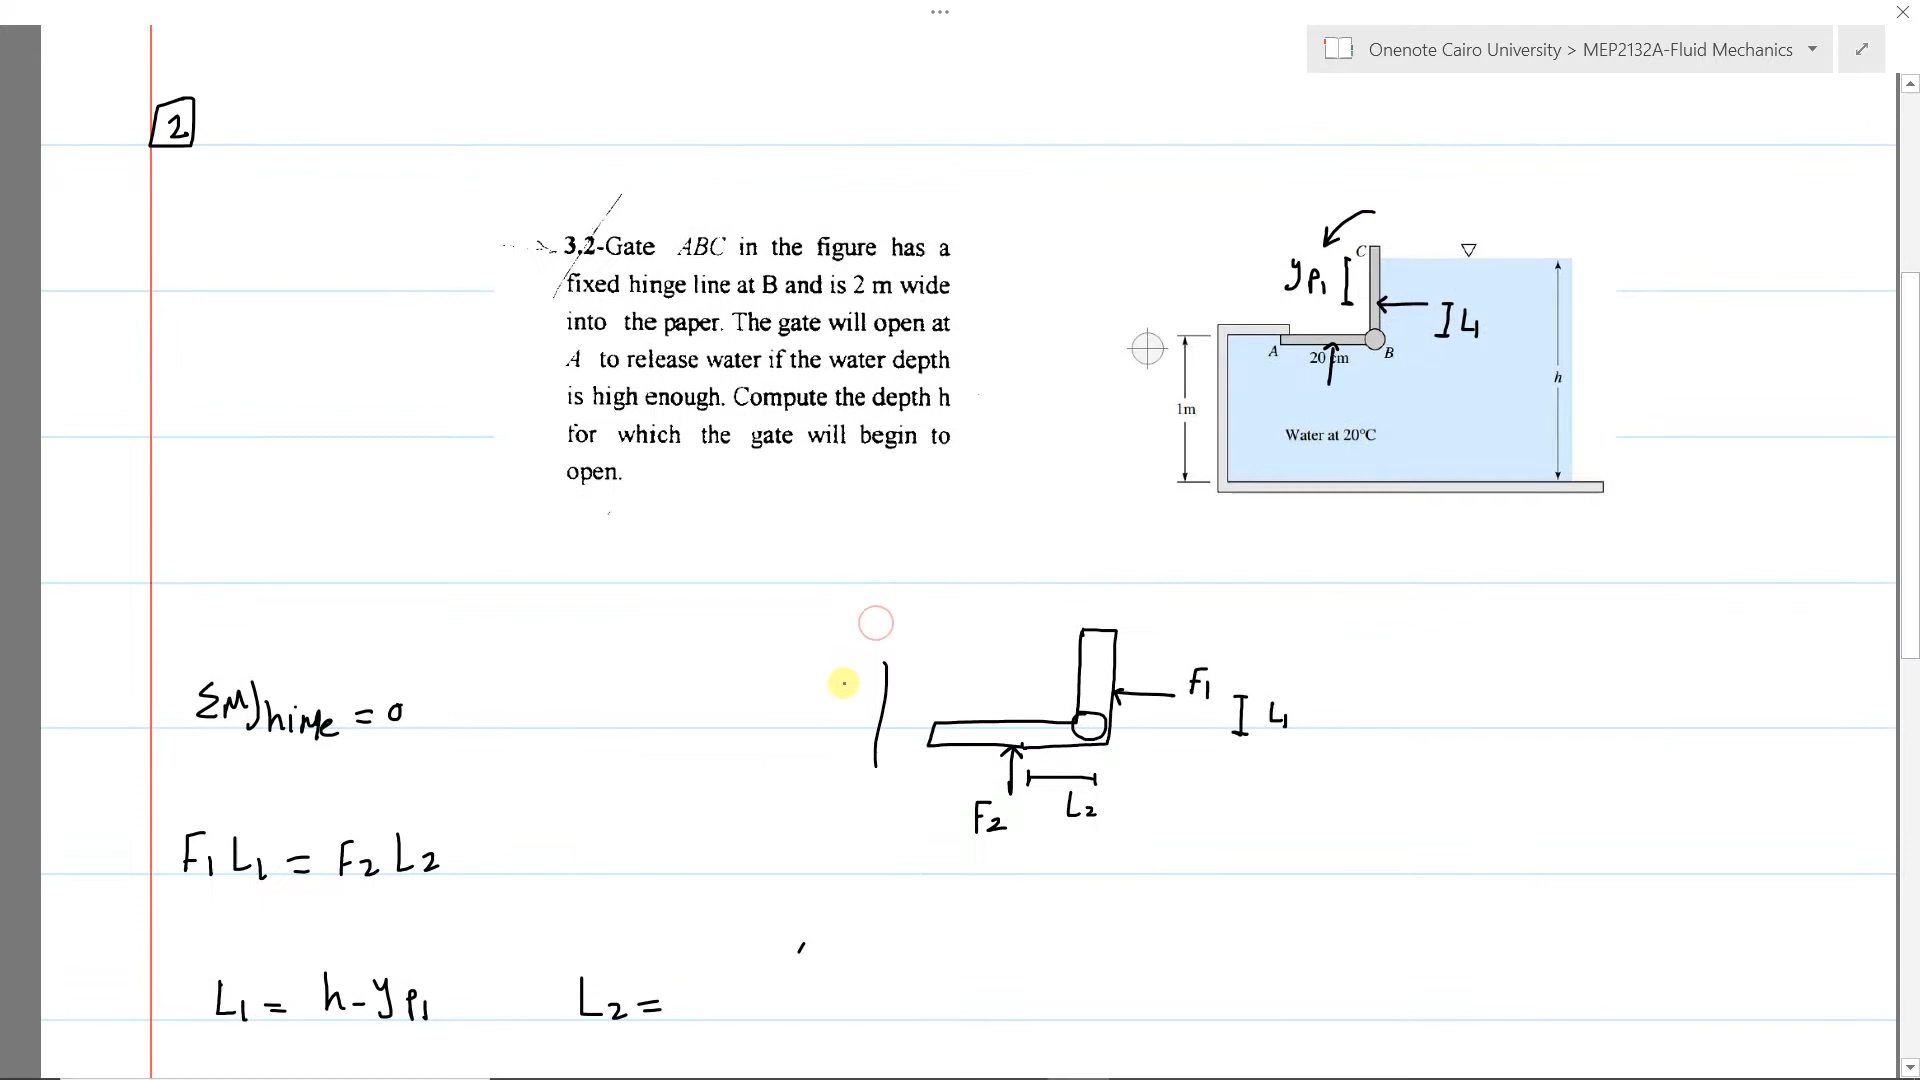 Onenote Cairo University > MEP2132A-Fluid Mechanics
2
3.2-Gate ABC in the figure has a
fixed hinge line at B and is 2 m wide
into the paper. The gate will open at
A to release water if the water depth
is high enough. Compute the depth h
for which the gate will begin to
open.
C
yP1
L1
A
20 cm
B
h
1m
Water at 20°C
F1
L1
ΣM)hinge = 0
L2
F2
F1 L1 = F2 L2
L1 = h-yP1
L2 =